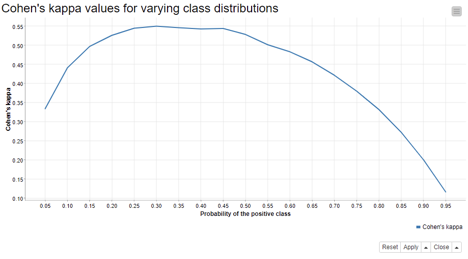 Cohen's kappa values for varying class distributions
0.55
0.50
0.45
0.40
0.35
0.30
0.25
0.20
0.15
0.10
Cohen's kappa
0.05 0.10 0.15 0.20 0.25 0.30 0.35 0.40 0.45 0.50 0.55 0.60 0.65 0.70 0.75 0.80 0.85 0.90 0.95
Probability of the positive class
Cohen's kappa
Reset Apply Close